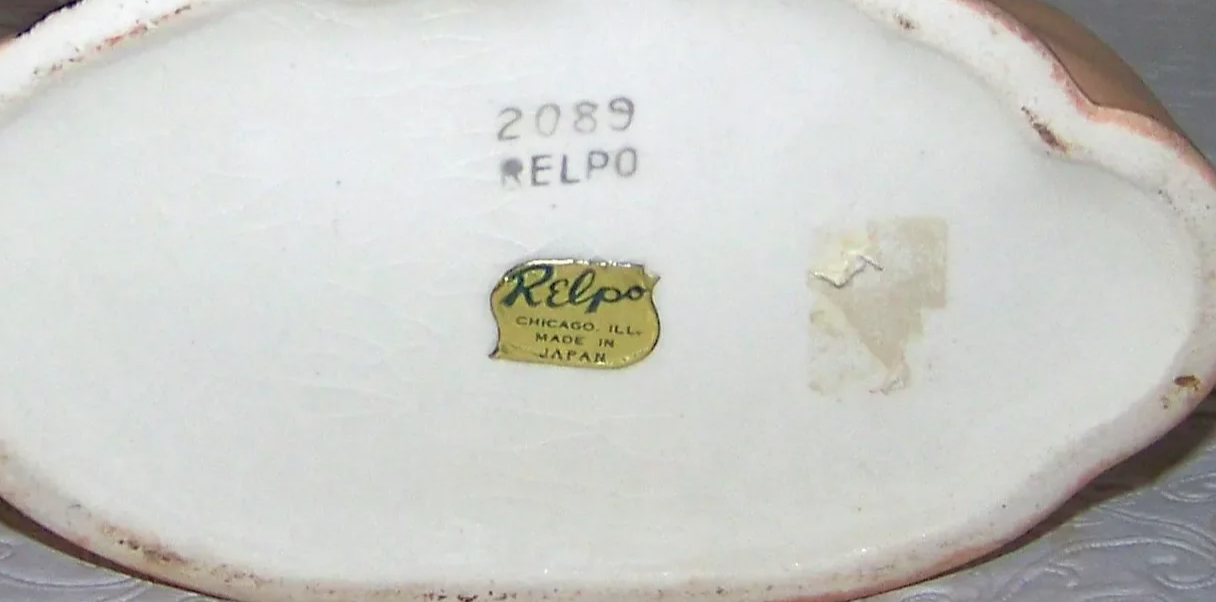 2089
RELPO
Relpo
CHICAGO. ILL.
MADE IN
JAPAN